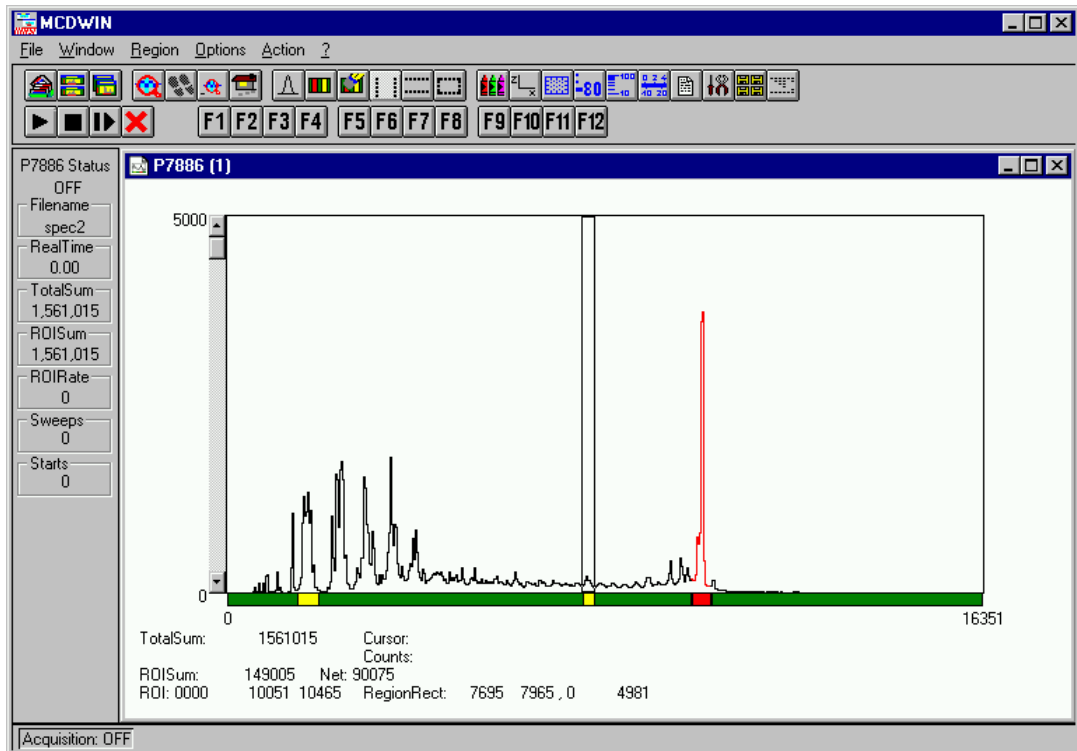 MCDWIN
File Window Region Options Action ?
F1 F2 F3 F4 F5 F6 F7 F8 F9 F10 F11 F12
P7886 Status
OFF
Filename
spec2
RealTime
0.00
TotalSum
1,561,015
ROISum
1,561,015
ROIRate
0
Sweeps
0
Starts
0
P7886 (1)
5000
0
0 16351
TotalSum: 1561015 Cursor:
Counts:
ROISum: 149005 Net: 90075
ROI: 0000 10051 10465 RegionRect: 7695 7965 , 0 4981
Acquisition: OFF